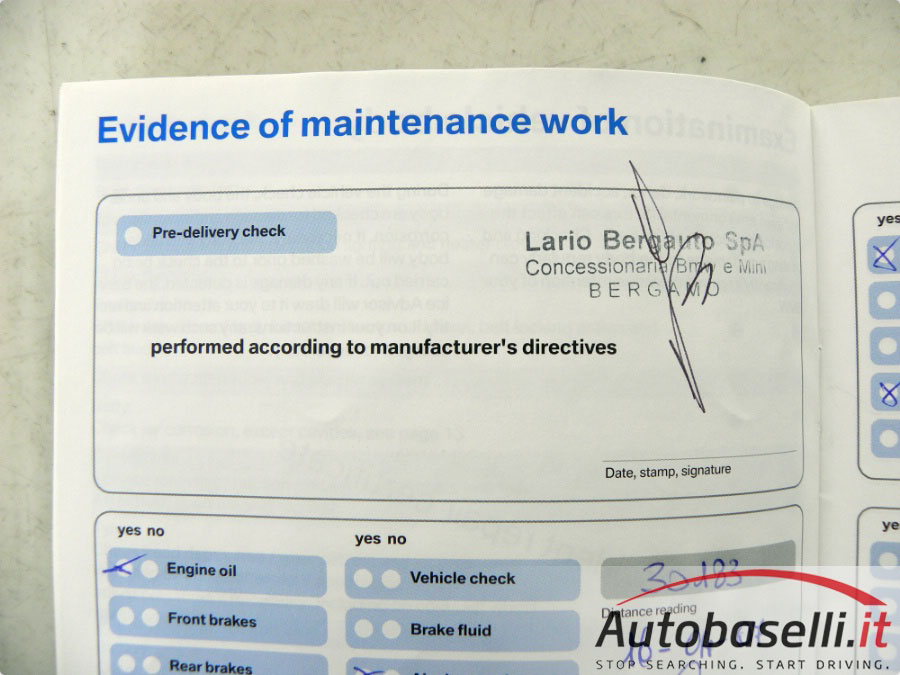 Evidence of maintenance work
Pre-delivery check
Lario Bergauto SpA
Concessionaria Bmw e Mini
BERGAMO
performed according to manufacturer's directives
Date, stamp, signature
yes no
yes no
yes
Engine oil
Vehicle check
Front brakes
Brake fluid
Rear brakes
Distance reading
ye
Autobaselli.it
STOP SEARCHING. START DRIVING.